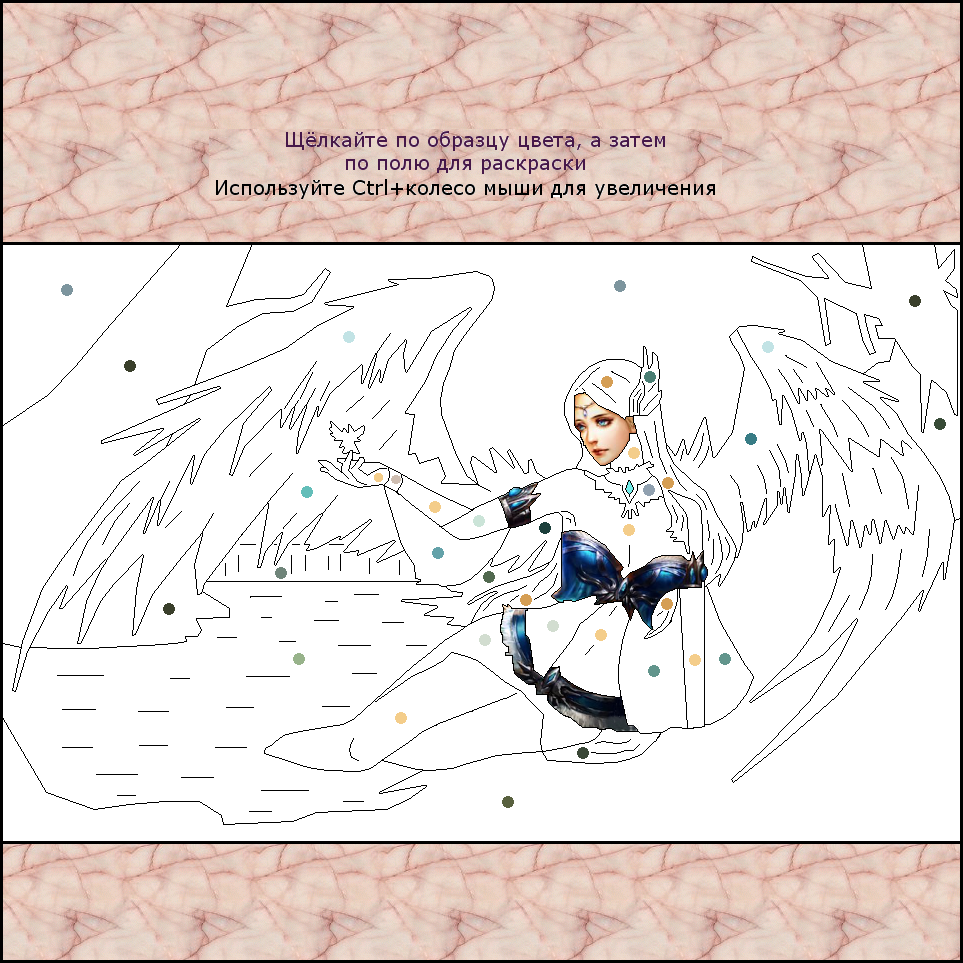 Щёлкайте по образцу цвета, а затем
по полю для раскраски
Используйте Ctrl+колесо мыши для увеличения